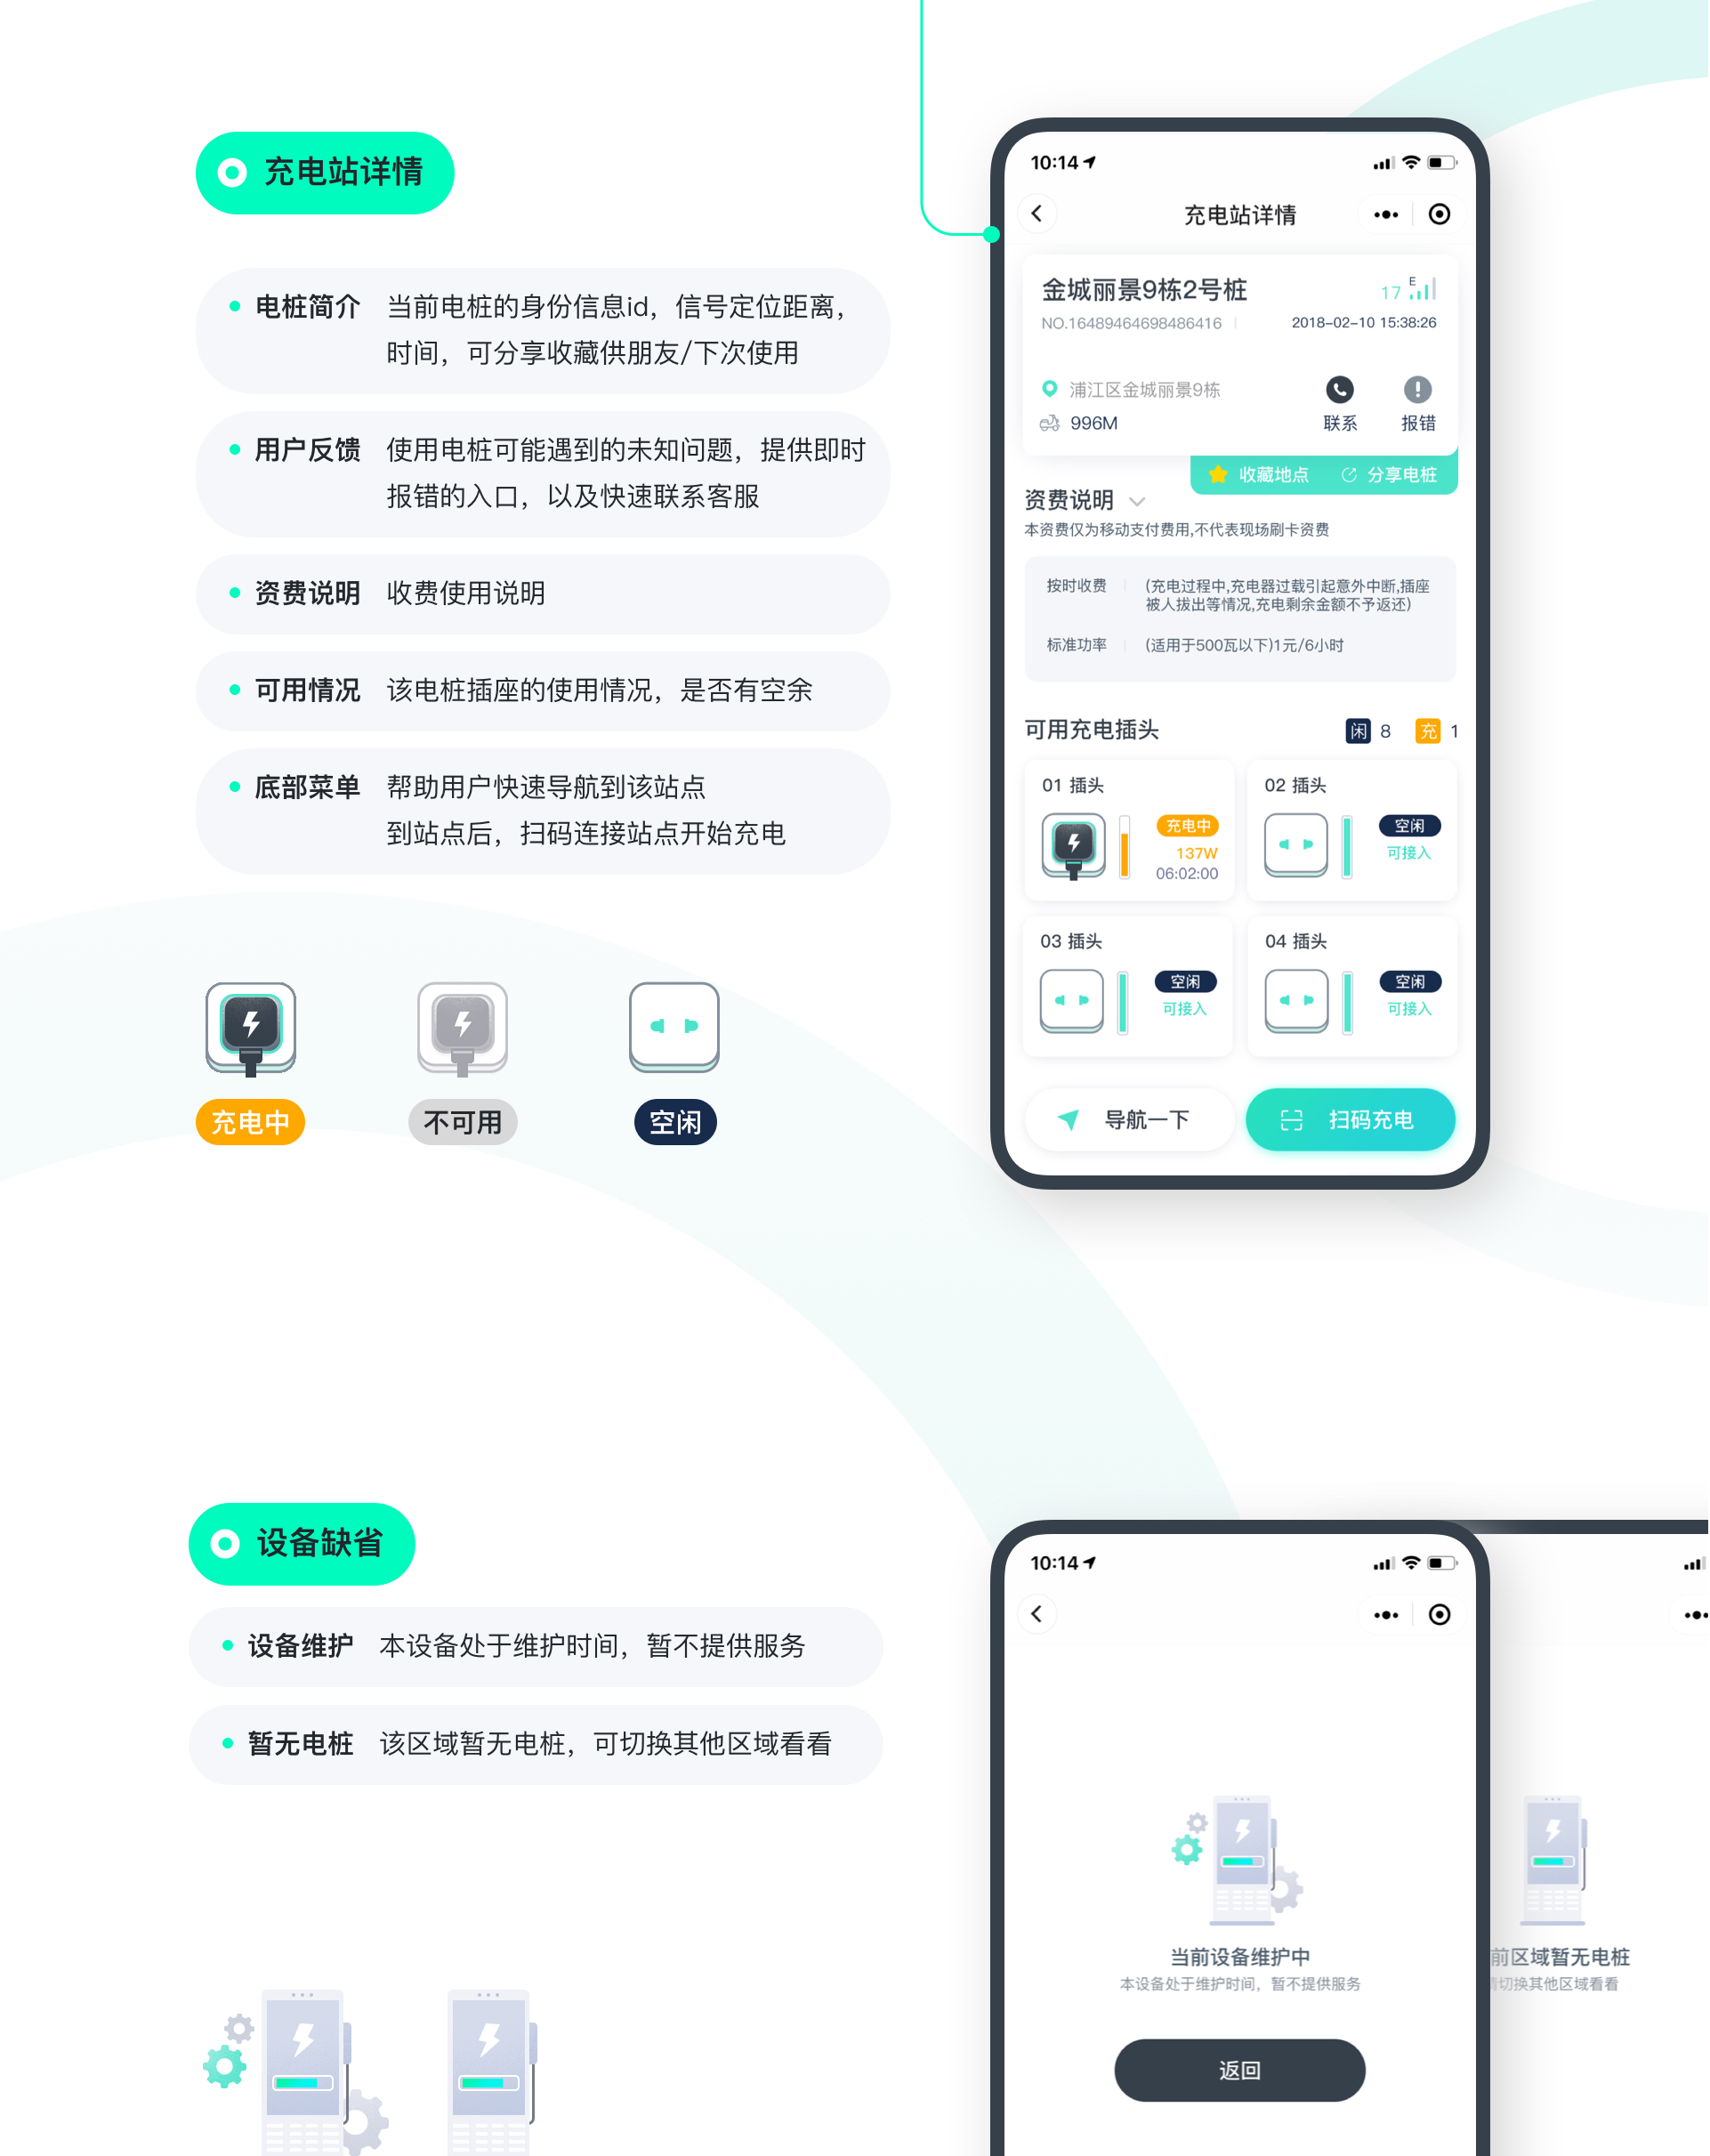 充电站详情
电桩简介 当前电桩的身份信息id，信号定位距离，
时间，可分享收藏供朋友/下次使用
用户反馈 使用电桩可能遇到的未知问题，提供即时
报错的入口，以及快速联系客服
资费说明 收费使用说明
可用情况 该电桩插座的使用情况，是否有空余
底部菜单 帮助用户快速导航到该站点
到站点后，扫码连接站点开始充电
充电中 不可用 空闲
10:14
充电站详情
金城丽景9栋2号桩 17 E
NO.16489464698486416 2018-02-10 15:38:26
浦江区金城丽景9栋
996M 联系 报错
收藏地点 分享电桩
资费说明
本资费仅为移动支付费用,不代表现场刷卡资费
按时收费 (充电过程中,充电器过载引起意外中断,插座
被人拔出等情况,充电剩余金额不予返还)
标准功率 (适用于500瓦以下)1元/6小时
可用充电插头 闲 8 充 1
01 插头 02 插头
充电中 空闲
137W 可接入
06:02:00
03 插头 04 插头
空闲 空闲
可接入 可接入
导航一下 扫码充电
设备缺省
设备维护 本设备处于维护时间，暂不提供服务
暂无电桩 该区域暂无电桩，可切换其他区域看看
10:14
当前设备维护中
本设备处于维护时间，暂不提供服务
返回
前区域暂无电桩
切换其他区域看看